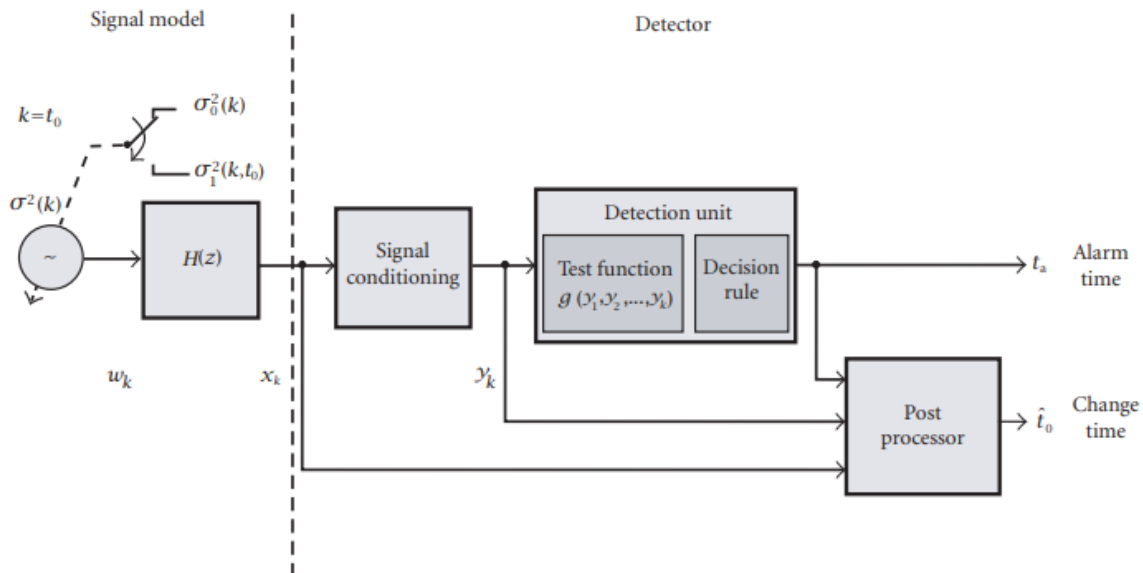 Signal model
Detector
k=t₀
σ₀²(k)
σ₁²(k,t₀)
σ²(k)
~
H(z)
Signal
conditioning
Detection unit
Test function
g (y₁,y₂,...,yₖ)
Decision
rule
tₐ
Alarm
time
wₖ
xₖ
yₖ
Post
processor
t̂₀
Change
time